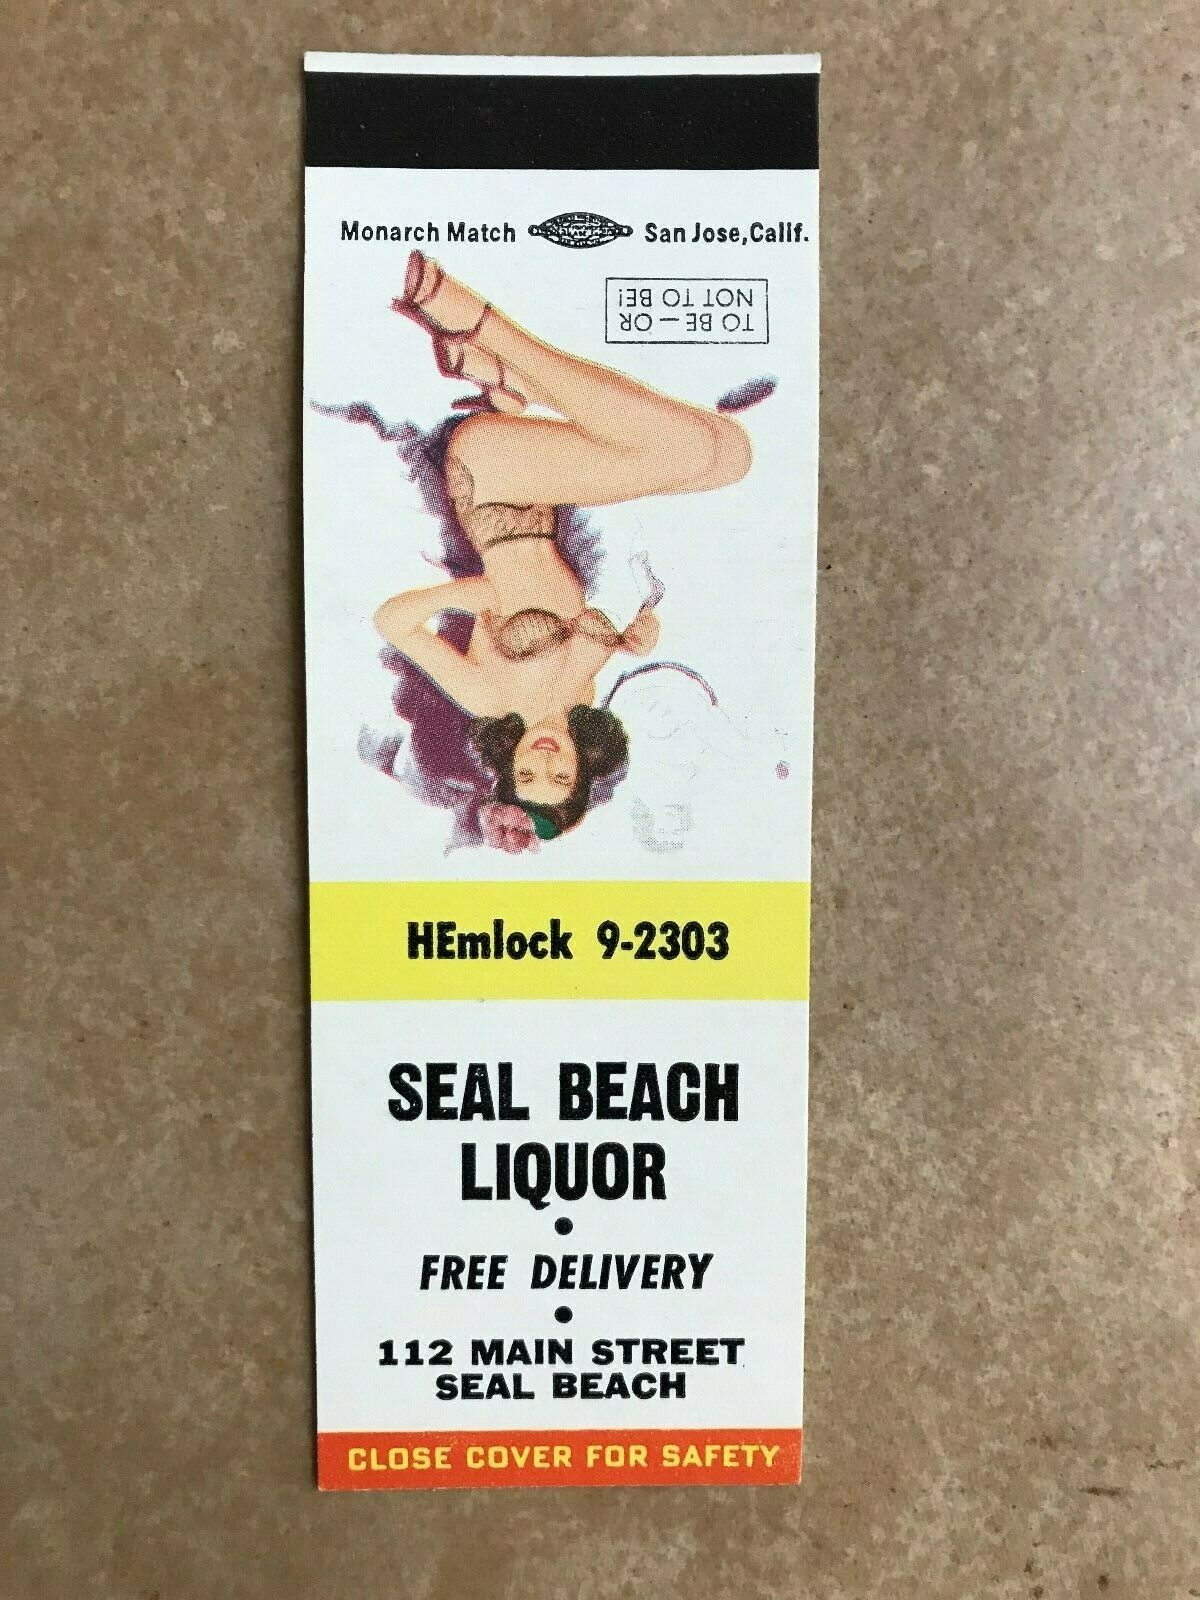 Monarch Match San Jose, Calif.
TO BE — OR
NOT TO BE!
HEmlock 9-2303
SEAL BEACH
LIQUOR
FREE DELIVERY
112 MAIN STREET
SEAL BEACH
CLOSE COVER FOR SAFETY